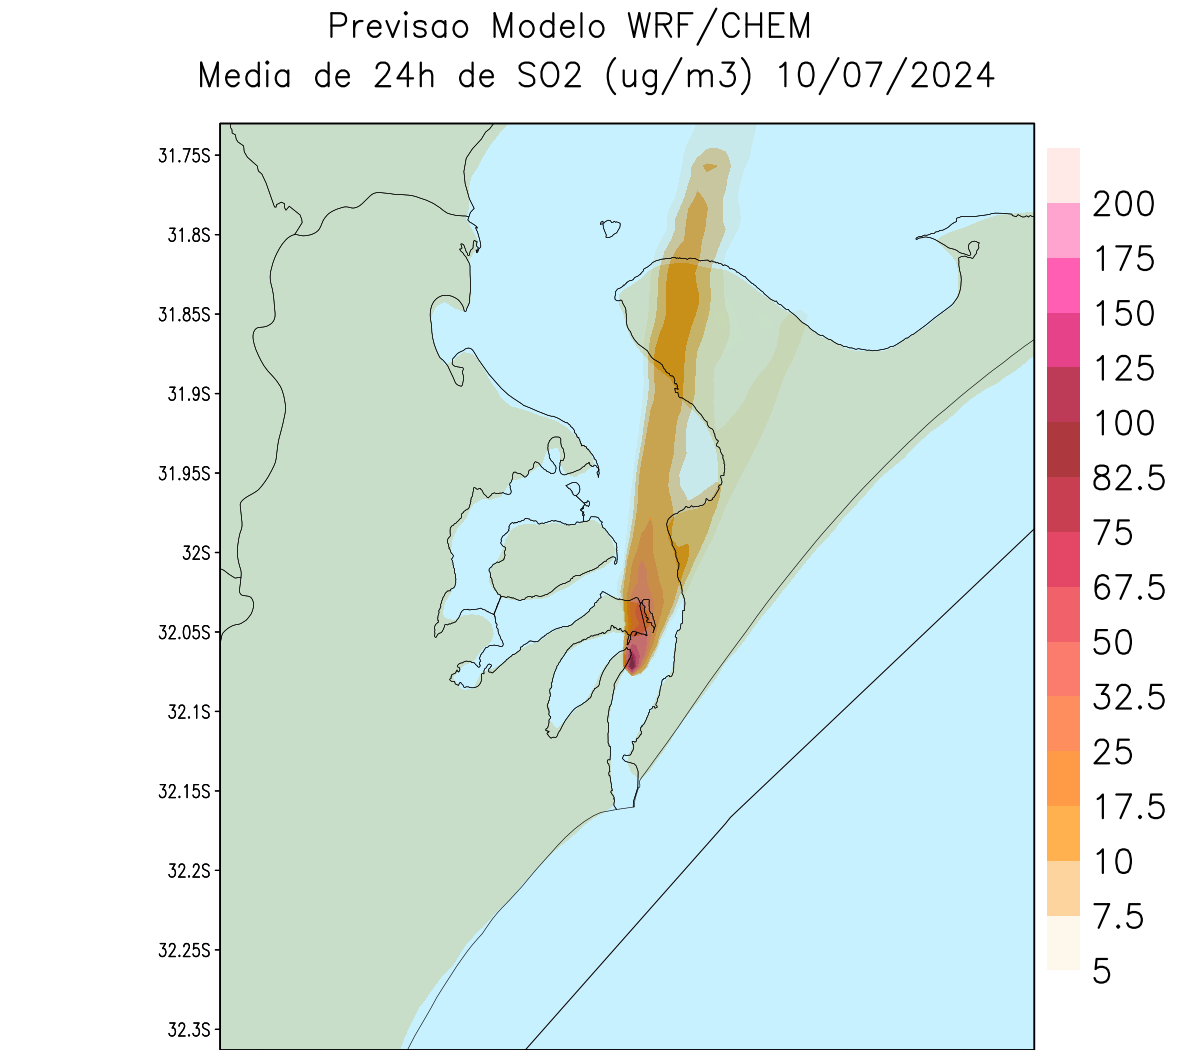 Previsao Modelo WRF/CHEM
Media de 24h de SO2 (ug/m3) 10/07/2024
31.75S
31.8S
31.85S
31.9S
31.95S
32S
32.05S
32.1S
32.15S
32.2S
32.25S
32.3S
200
175
150
125
100
82.5
75
67.5
50
32.5
25
17.5
10
7.5
5